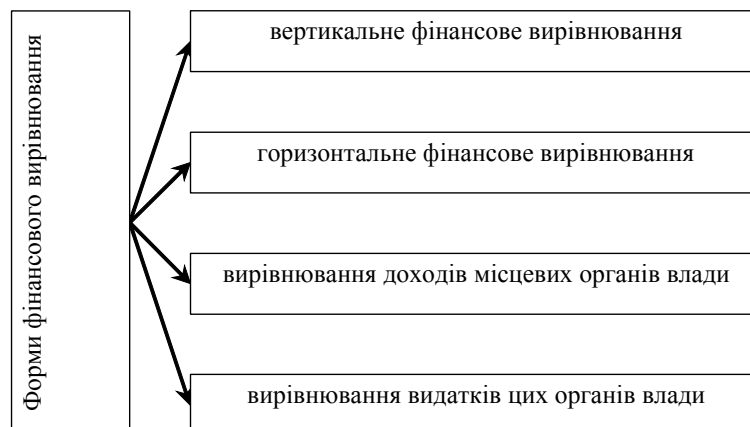 Форми фінансового вирівнювання
вертикальне фінансове вирівнювання
горизонтальне фінансове вирівнювання
вирівнювання доходів місцевих органів влади
вирівнювання видатків цих органів влади